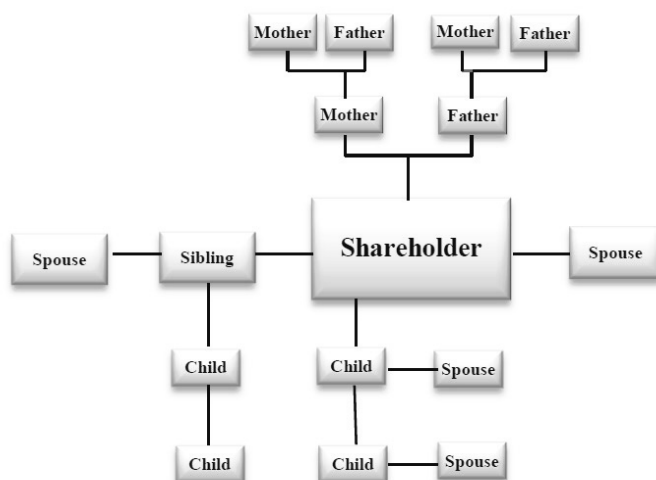 Mother
Father
Mother
Father
Mother
Father
Shareholder
Spouse
Sibling
Spouse
Child
Child
Spouse
Child
Child
Spouse